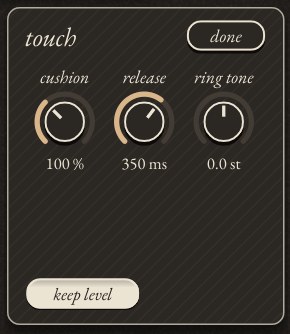 touch done
cushion release ring tone
100 % 350 ms 0.0 st
keep level